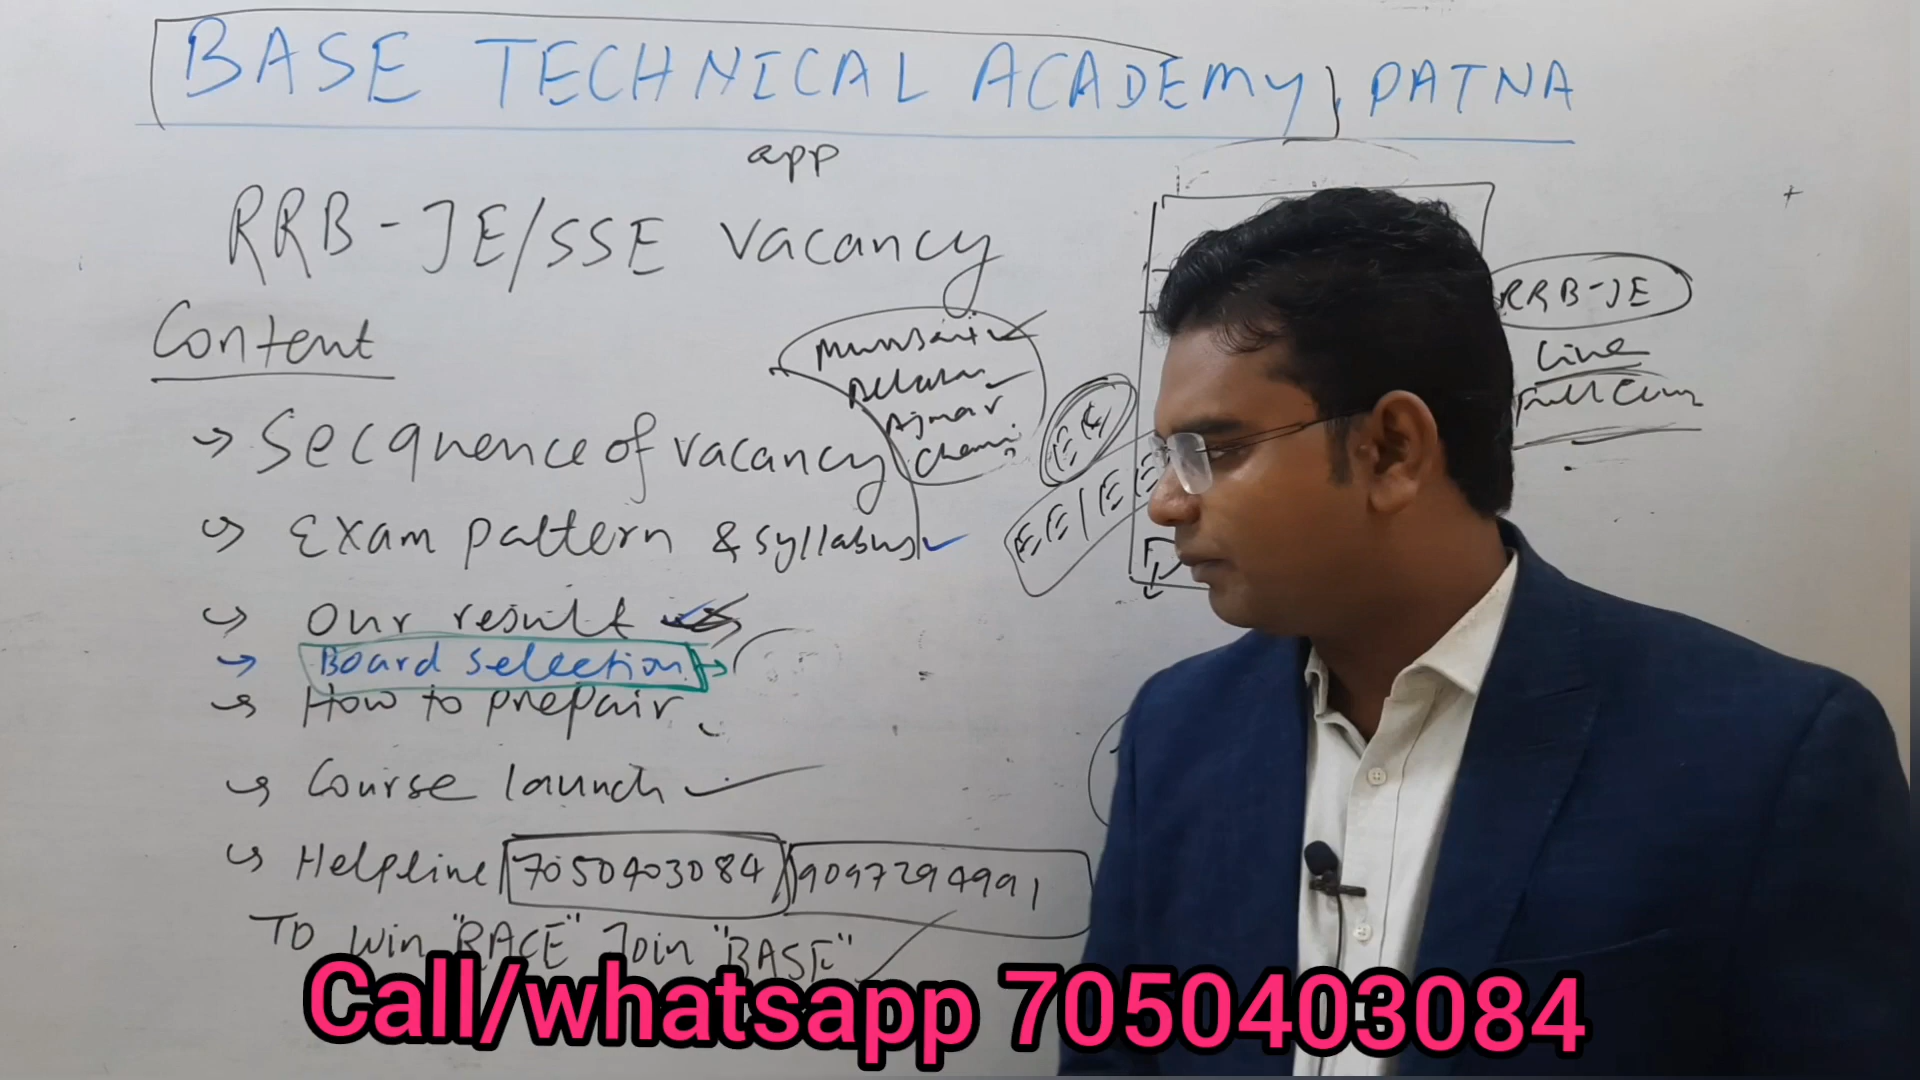 BASE TECHNICAL ACADEMY, PATNA
app
RRB-JE/SSE vacancy
Content
→ Secquence of vacancy
→ Exam pattern & syllabus
→ Our result
→ Board selection →
→ How to prepair
→ Course launch
→ Helpline 7050403084 9097294991
To win "RACE" Join "BASE"
Ajmar
RRB-JE
Live
Call/whatsapp 7050403084